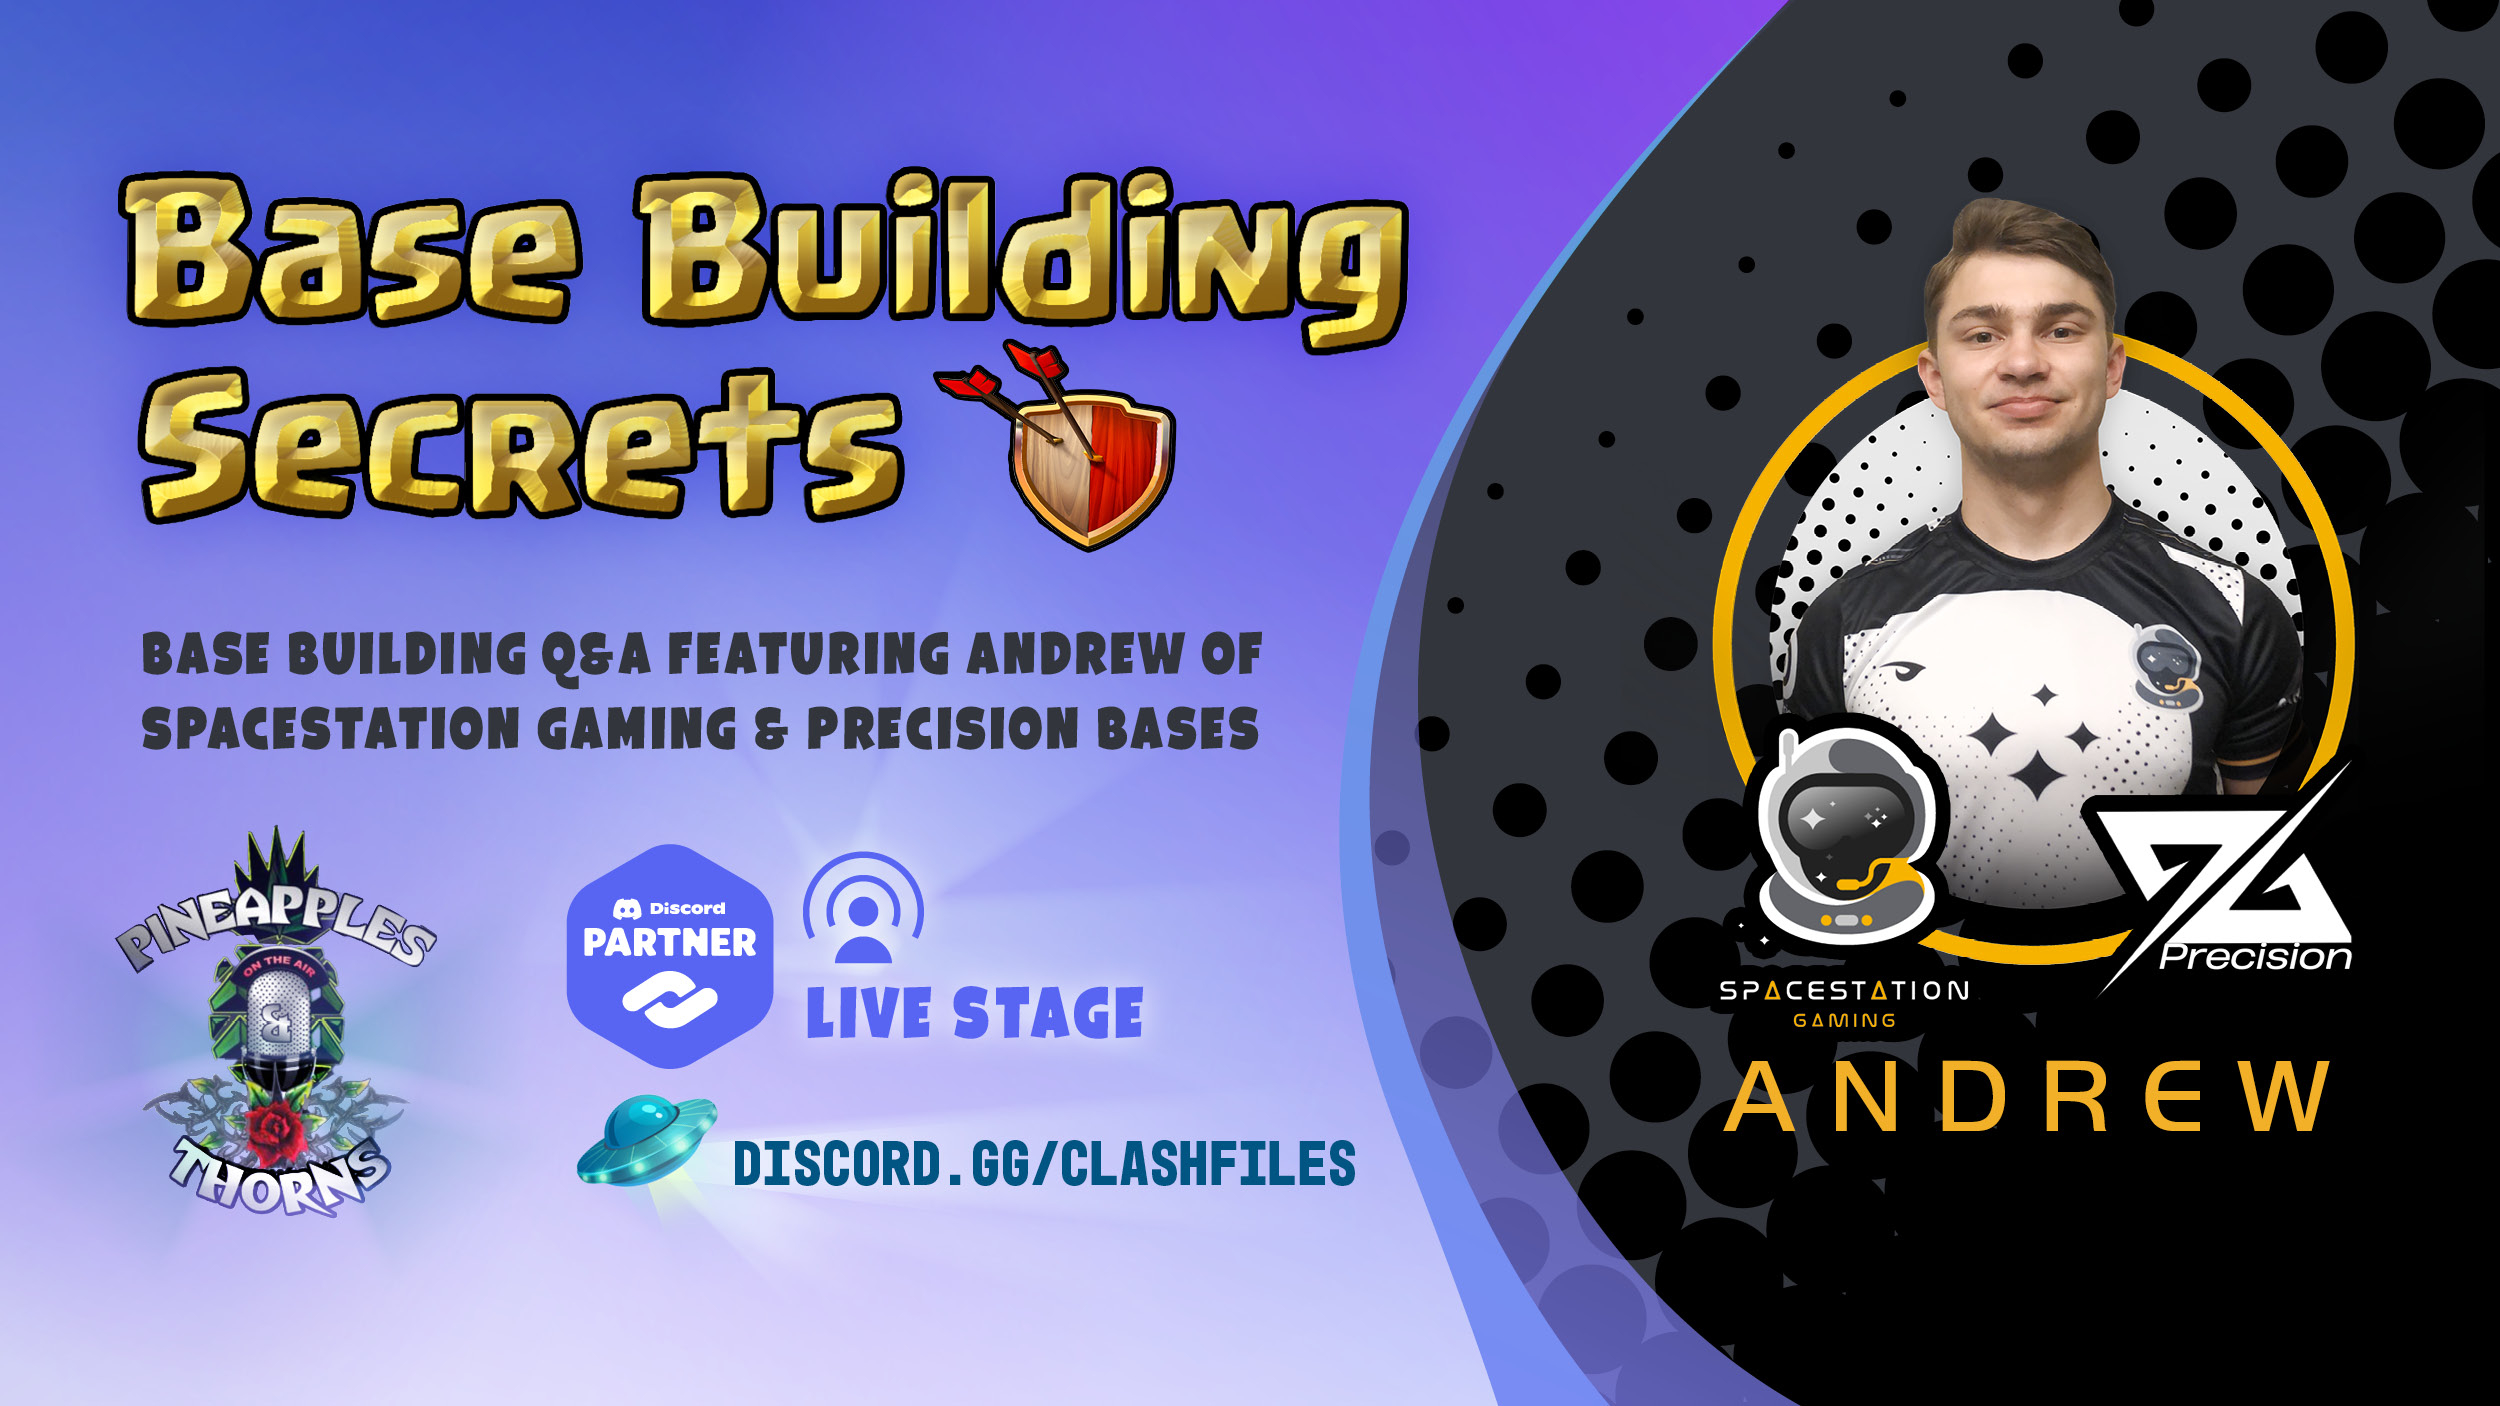 Base Building
Secrets
BASE BUILDING Q&A FEATURING ANDREW OF
SPACESTATION GAMING & PRECISION BASES
PINEAPPLES
ON THE AIR
&
THORNS
Discord
PARTNER
LIVE STAGE
DISCORD.GG/CLASHFILES
SPACESTATION
GAMING
Precision
ANDREW